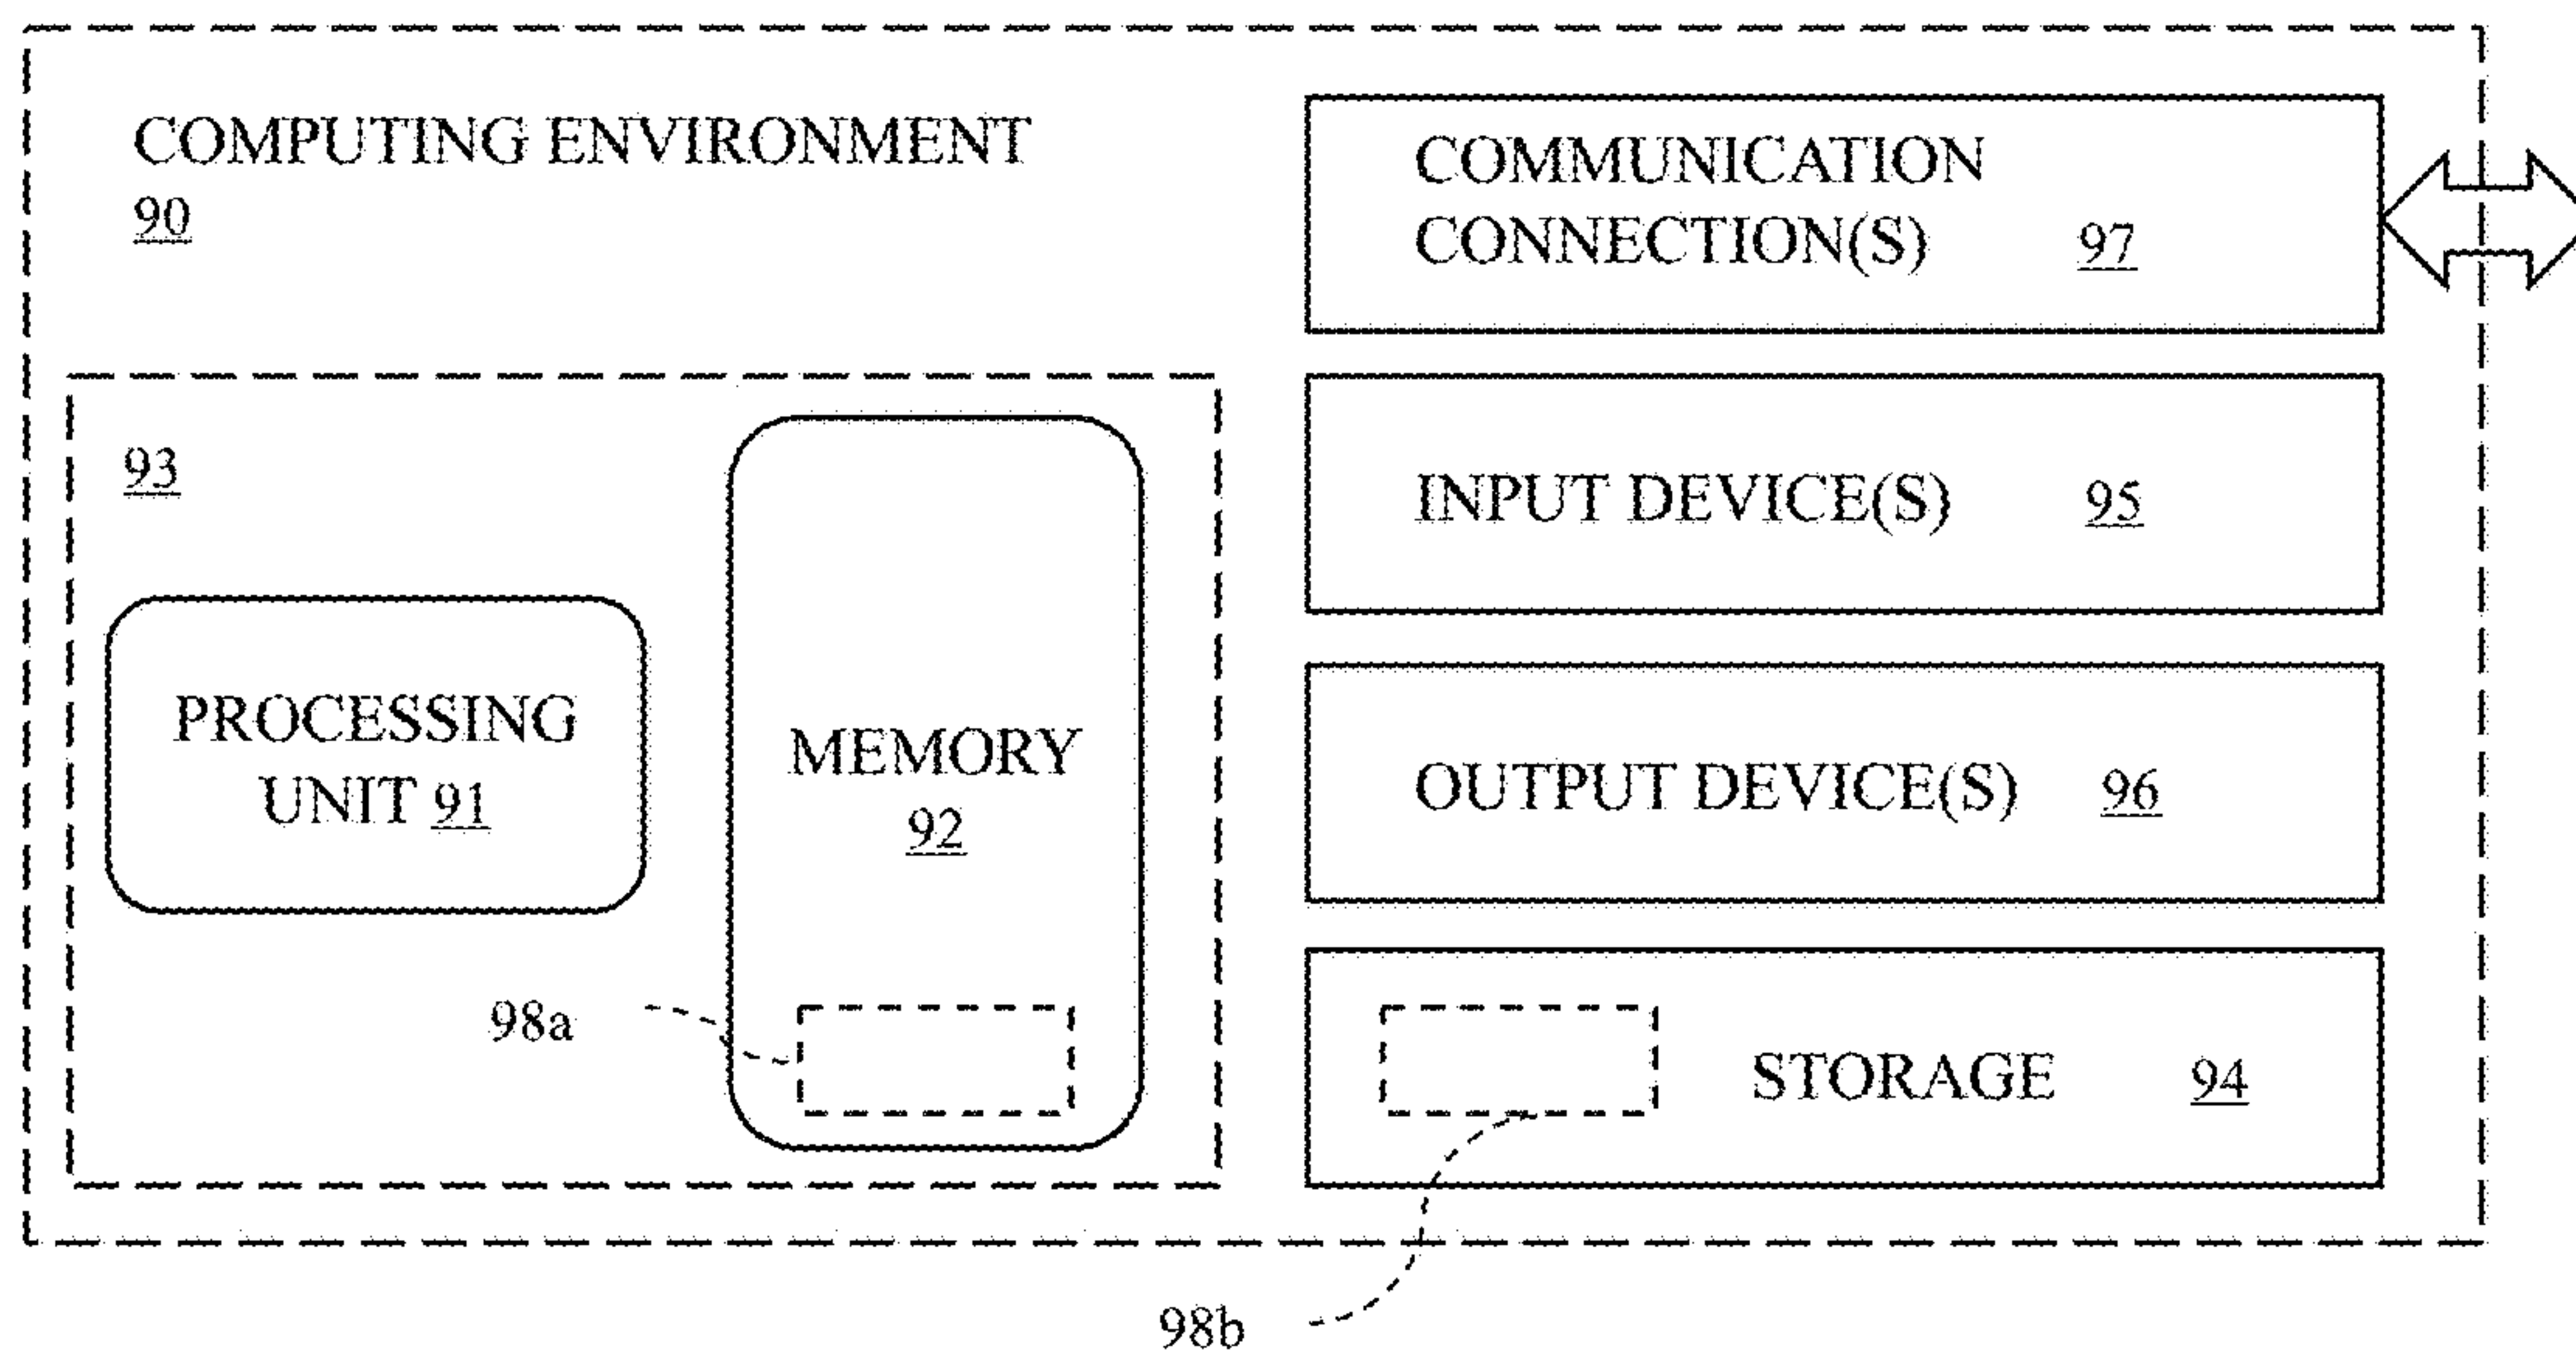 COMPUTING ENVIRONMENT
90
COMMUNICATION
CONNECTION(S) 97
93
INPUT DEVICE(S) 95
PROCESSING
UNIT 91
MEMORY
92
OUTPUT DEVICE(S) 96
98a
STORAGE 94
98b